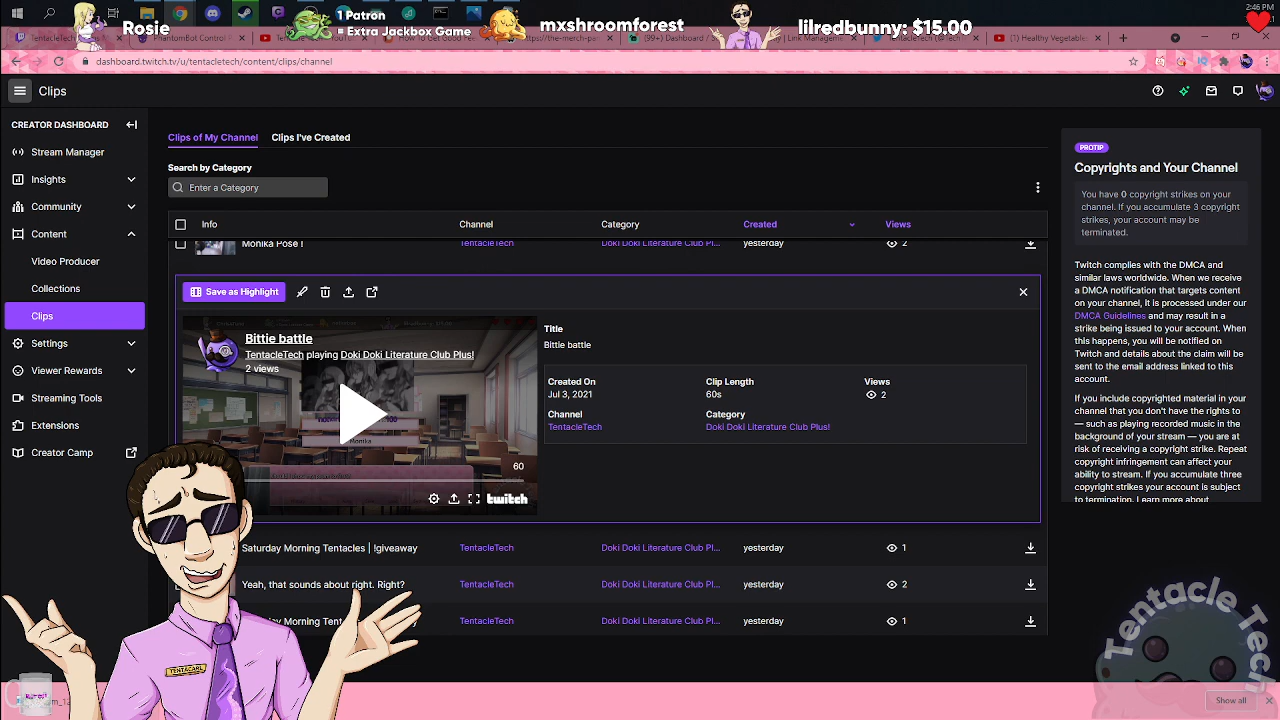 2:46 PM
Rosie
1 Patron
= Extra Jackbox Game
mxshroomforest
lilredbunny: $15.00
TentacleTech
PhantomBot Control
(99+) Dashboard
Link Management
(1) Healthy Vegetables
dashboard.twitch.tv/u/tentacletech/content/clips/channel
Clips
CREATOR DASHBOARD
Stream Manager
Insights
Community
Content
Video Producer
Collections
Clips
Settings
Viewer Rewards
Streaming Tools
Extensions
Creator Camp
Clips of My Channel
Clips I've Created
Search by Category
Enter a Category
Info Channel Category Created Views
Monika Pose ! TentacleTech Doki Doki Literature Club Pl... yesterday 2
Save as Highlight
Bittie battle
TentacleTech playing Doki Doki Literature Club Plus!
2 views
Monika
60
twitch
Title
Bittie battle
Created On Clip Length Views
Jul 3, 2021 60s 2
Channel Category
TentacleTech Doki Doki Literature Club Plus!
Saturday Morning Tentacles | !giveaway TentacleTech Doki Doki Literature Club Pl... yesterday 1
Yeah, that sounds about right. Right? TentacleTech Doki Doki Literature Club Pl... yesterday 2
TentacleTech Doki Doki Literature Club Pl... yesterday 1
PROTIP
Copyrights and Your Channel
You have 0 copyright strikes on your
channel. If you accumulate 3 copyright
strikes, your account may be
terminated.
Twitch complies with the DMCA and
similar laws worldwide. When we receive
a DMCA notification that targets content
on your channel, it is processed under our
DMCA Guidelines and may result in a
strike being issued to your account. When
this happens, you will be notified on
Twitch and details about the claim will be
sent to the email address linked to this
account.
If you include copyrighted material in your
channel that you don't have the rights to
— such as playing recorded music in the
background of your stream — you are at
risk of receiving a copyright strike. Repeat
copyright infringement can affect your
ability to stream. If you accumulate three
copyright strikes your account is subject
to termination. Learn more about
TENTACARL
Tentacle Tech
Show all